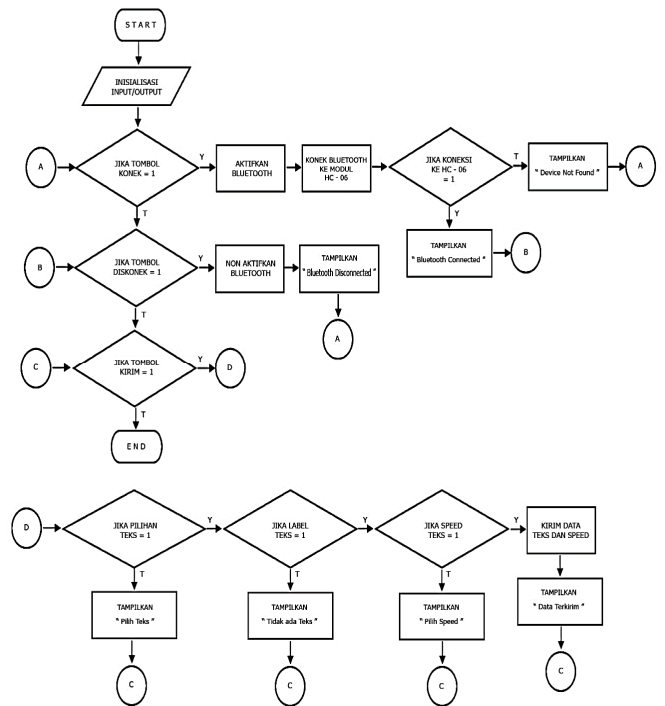 START
INISIALISASI
INPUT/OUTPUT
A
JIKA TOMBOL
KONEK = 1
Y
AKTIFKAN
BLUETOOTH
KONEK BLUETOOTH
KE MODUL
HC - 06
JIKA KONEKSI
KE HC - 06
= 1
T
TAMPILKAN
" Device Not Found "
A
T
Y
TAMPILKAN
" Bluetooth Connected "
B
B
JIKA TOMBOL
DISKONEK = 1
Y
NON AKTIFKAN
BLUETOOTH
TAMPILKAN
" Bluetooth Disconnected "
A
T
C
JIKA TOMBOL
KIRIM = 1
Y
D
T
END
D
JIKA PILIHAN
TEKS = 1
Y
JIKA LABEL
TEKS = 1
Y
JIKA SPEED
TEKS = 1
Y
KIRIM DATA
TEKS DAN SPEED
T
T
T
TAMPILKAN
" Pilih Teks "
TAMPILKAN
" Tidak ada Teks "
TAMPILKAN
" Pilih Speed "
TAMPILKAN
" Data Terkirim "
C
C
C
C